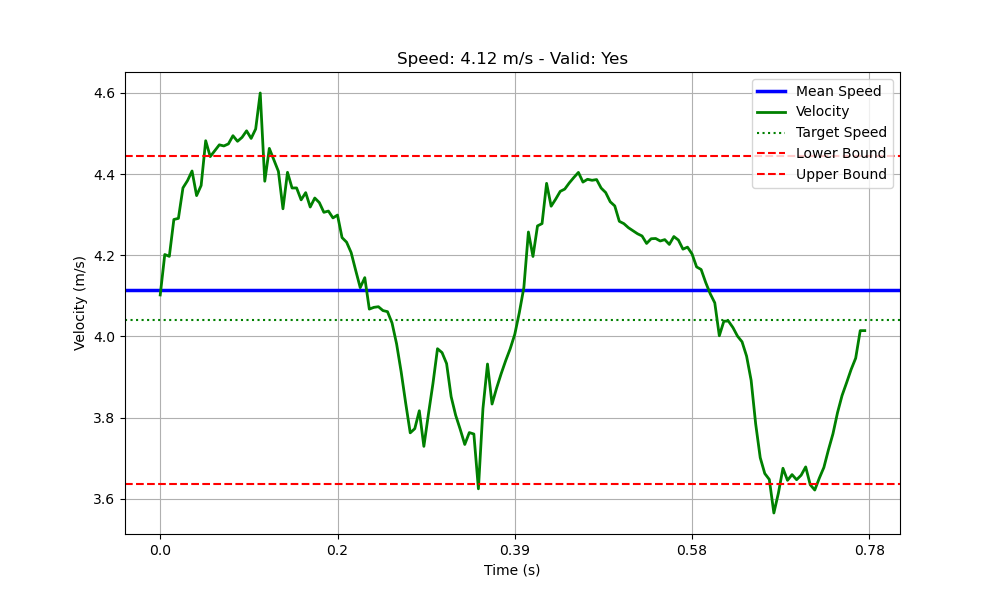 Speed: 4.12 m/s - Valid: Yes
Mean Speed
Velocity
Target Speed
Lower Bound
Upper Bound
4.6
4.4
4.2
4.0
3.8
3.6
Velocity (m/s)
0.0 0.2 0.39 0.58 0.78
Time (s)